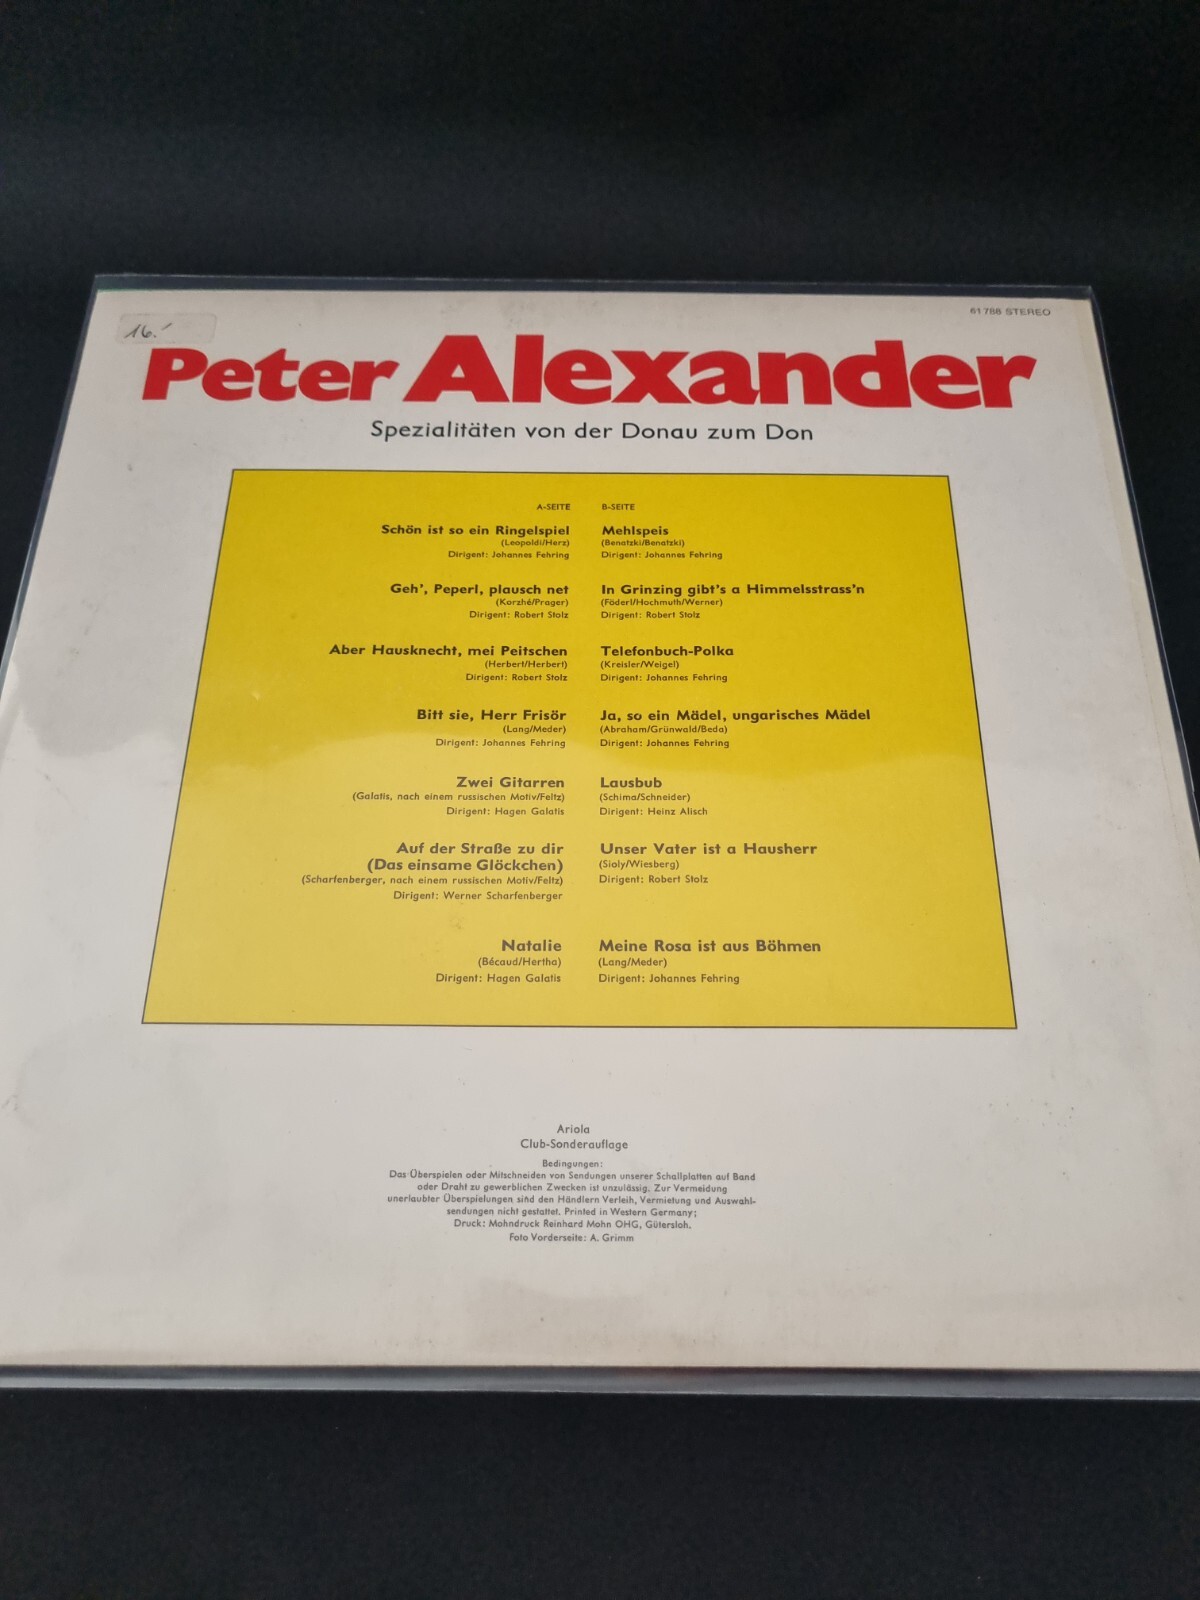 61 788 STEREO
16.-
Peter Alexander
Spezialitäten von der Donau zum Don
A-SEITE
Schön ist so ein Ringelspiel
(Leopoldi/Herz)
Dirigent: Johannes Fehring
Geh', Peperl, plausch net
(Korzhé/Prager)
Dirigent: Robert Stolz
Aber Hausknecht, mei Peitschen
(Herbert/Herbert)
Dirigent: Robert Stolz
Bitt sie, Herr Frisör
(Lang/Meder)
Dirigent: Johannes Fehring
Zwei Gitarren
(Galatis, nach einem russischen Motiv/Feltz)
Dirigent: Hagen Galatis
Auf der Straße zu dir
(Das einsame Glöckchen)
(Scharfenberger, nach einem russischen Motiv/Feltz)
Dirigent: Werner Scharfenberger
Natalie
(Bécaud/Hertha)
Dirigent: Hagen Galatis
B-SEITE
Mehlspeis
(Benatzki/Benatzki)
Dirigent: Johannes Fehring
In Grinzing gibt's a Himmelsstrass'n
(Föderl/Hochmuth/Werner)
Dirigent: Robert Stolz
Telefonbuch-Polka
(Kreisler/Weigel)
Dirigent: Johannes Fehring
Ja, so ein Mädel, ungarisches Mädel
(Abraham/Grünwald/Beda)
Dirigent: Johannes Fehring
Lausbub
(Schima/Schneider)
Dirigent: Heinz Alisch
Unser Vater ist a Hausherr
(Sioly/Wiesberg)
Dirigent: Robert Stolz
Meine Rosa ist aus Böhmen
(Lang/Meder)
Dirigent: Johannes Fehring
Ariola
Club-Sonderauflage
Bedingungen:
Das Überspielen oder Mitschneiden von Sendungen unserer Schallplatten auf Band
oder Draht zu gewerblichen Zwecken ist unzulässig. Zur Vermeidung
unerlaubter Überspielungen sind den Händlern Verleih, Vermietung und Auswahl-
sendungen nicht gestattet. Printed in Western Germany;
Druck: Mohndruck Reinhard Mohn OHG, Gütersloh.
Foto Vorderseite: A. Grimm